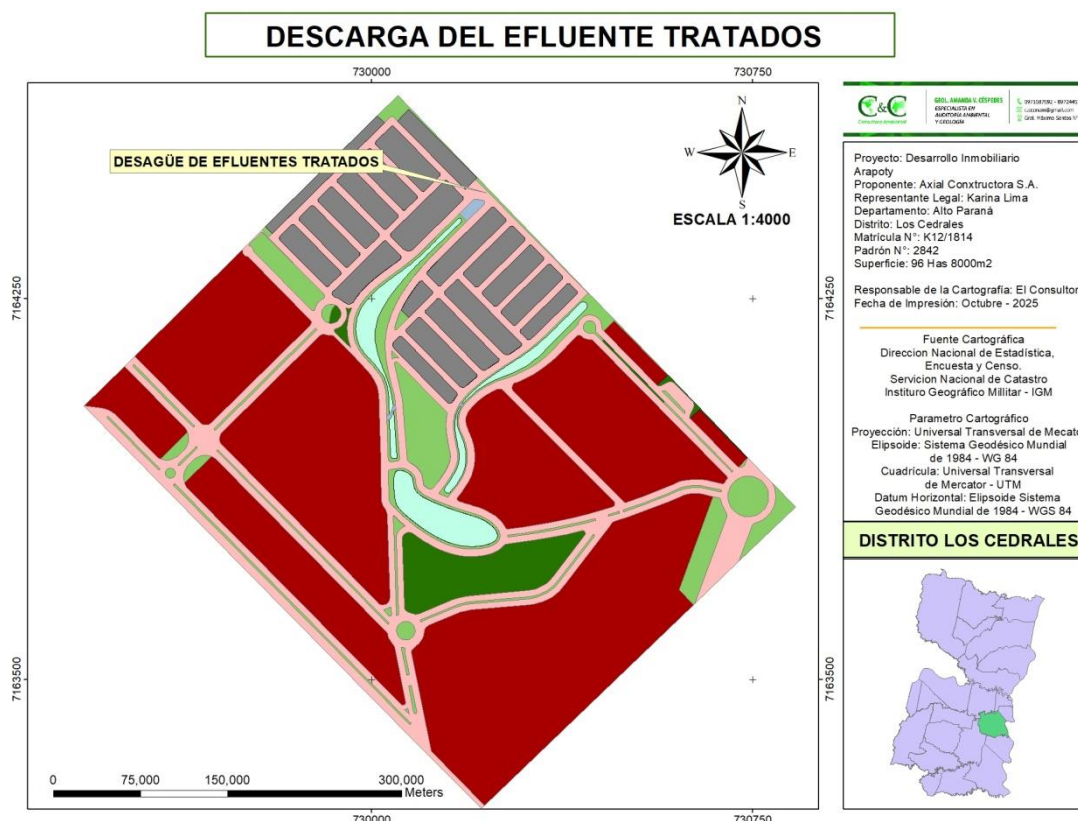 DESCARGA DEL EFLUENTE TRATADOS
730000
730750
DESAGÜE DE EFLUENTES TRATADOS
N
W
E
S
ESCALA 1:4000
7164250
7164250
7163500
7163500
0
75,000
150,000
300,000
Meters
730000
730750
C&C
Consultora Ambiental
GEOL. AMANDA V. CÉSPEDES
ESPECIALISTA EN
AUDITORÍA AMBIENTAL
Y GEOLOGÍA
Gral. Máximo Santos N°
Proyecto: Desarrollo Inmobiliario
Arapoty
Proponente: Axial Conxtructora S.A.
Representante Legal: Karina Lima
Departamento: Alto Paraná
Distrito: Los Cedrales
Matrícula N°: K12/1814
Padrón N°: 2842
Superficie: 96 Has 8000m2
Responsable de la Cartografía: El Consultor
Fecha de Impresión: Octubre - 2025
Fuente Cartográfica
Direccion Nacional de Estadística,
Encuesta y Censo.
Servicion Nacional de Catastro
Instituro Geográfico Millitar - IGM
Parametro Cartográfico
Proyección: Universal Transversal de Mecato
Elipsoide: Sistema Geodésico Mundial
de 1984 - WG 84
Cuadrícula: Universal Transversal
de Mercator - UTM
Datum Horizontal: Elipsoide Sistema
Geodésico Mundial de 1984 - WGS 84
DISTRITO LOS CEDRALES